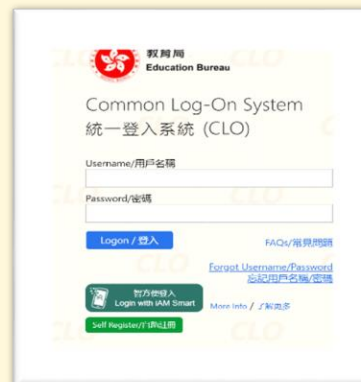 教育局
Education Bureau
Common Log-On System
統一登入系統 (CLO)
Username/用戶名稱
Password/密碼
Logon / 登入
FAQs/常見問題
Forgot Username/Password
忘記用戶名稱/密碼
智方便登入
Login with iAM Smart
More Info / 了解更多
Self Register/自助註冊